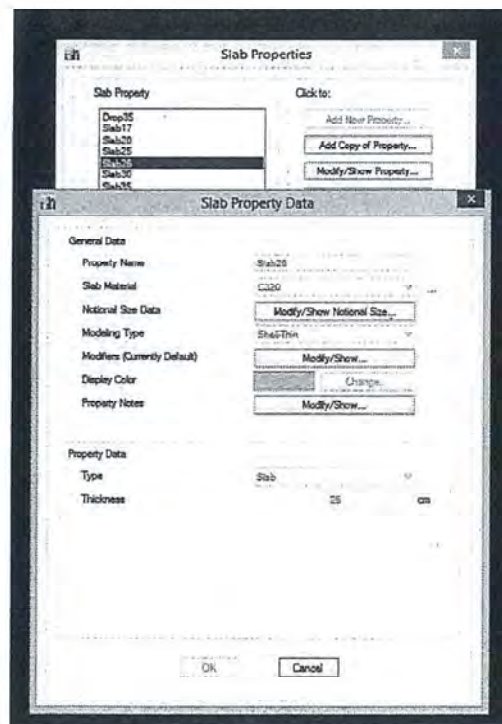 Slab Properties
Slab Property
Click to:
Drop35
Slab17
Slab20
Slab25
Slab26
Slab30
Slab35
Add New Property...
Add Copy of Property...
Modify/Show Property...
Slab Property Data
General Data
Property Name Slab26
Slab Material
Notional Size Data Modify/Show Notional Size...
Modeling Type Shell-Thin
Modifiers (Currently Default) Modify/Show...
Display Color Change...
Property Notes Modify/Show...
Property Data
Type Slab
Thickness cm
OK Cancel